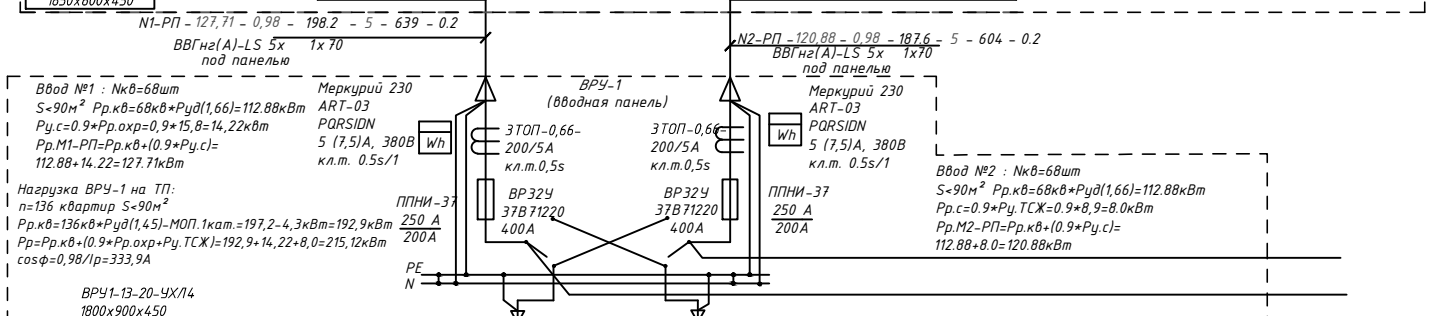 1850х800х450
N1-РП - 127,71 - 0,98 - 198.2 - 5 - 639 - 0.2
ВВГнг(А)-LS 5х 1х70
под панелью
N2-РП -120,88 - 0,98 - 187.6 - 5 - 604 - 0.2
ВВГнг(А)-LS 5х 1х70
под панелью
Ввод №1 : Nкв=68шт
S<90м² Рр.кв=68кв*Руд(1,66)=112.88кВт
Ру.с=0.9*Рр.охр=0,9*15,8=14,22кВт
Рр.М1-РП=Рр.кв+(0.9*Ру.с)=
112.88+14.22=127.71кВт
Нагрузка ВРУ-1 на ТП:
n=136 квартир S<90м²
Рр.кв=136кв*Руд(1,45)-МОП.1кат.=197,2-4,3кВт=192,9кВт
Рр=Рр.кв+(0.9*Рр.охр+Ру.ТСЖ)=192,9+14,22+8,0=215,12кВт
cosφ=0,98/Iр=333,9А
ВРУ1-13-20-УХЛ4
1800х900х450
Меркурий 230
ART-03
PQRSIDN
5 (7,5)А, 380В
кл.т. 0.5s/1
Wh
ВРУ-1
(вводная панель)
3ТОП-0,66-
200/5А
кл.т.0,5s
3ТОП-0,66-
200/5А
кл.т.0,5s
Wh
Меркурий 230
ART-03
PQRSIDN
5 (7,5)А, 380В
кл.т. 0.5s/1
ППНИ-37
250 А
200А
ВР32У
37В71220
400А
ВР32У
37В71220
400А
ППНИ-37
250 А
200А
PE
N
Ввод №2 : Nкв=68шт
S<90м² Рр.кв=68кв*Руд(1,66)=112.88кВт
Рр.с=0.9*Ру.ТСЖ=0.9*8,9=8.0кВт
Рр.М2-РП=Рр.кв+(0.9*Ру.с)=
112.88+8.0=120.88кВт